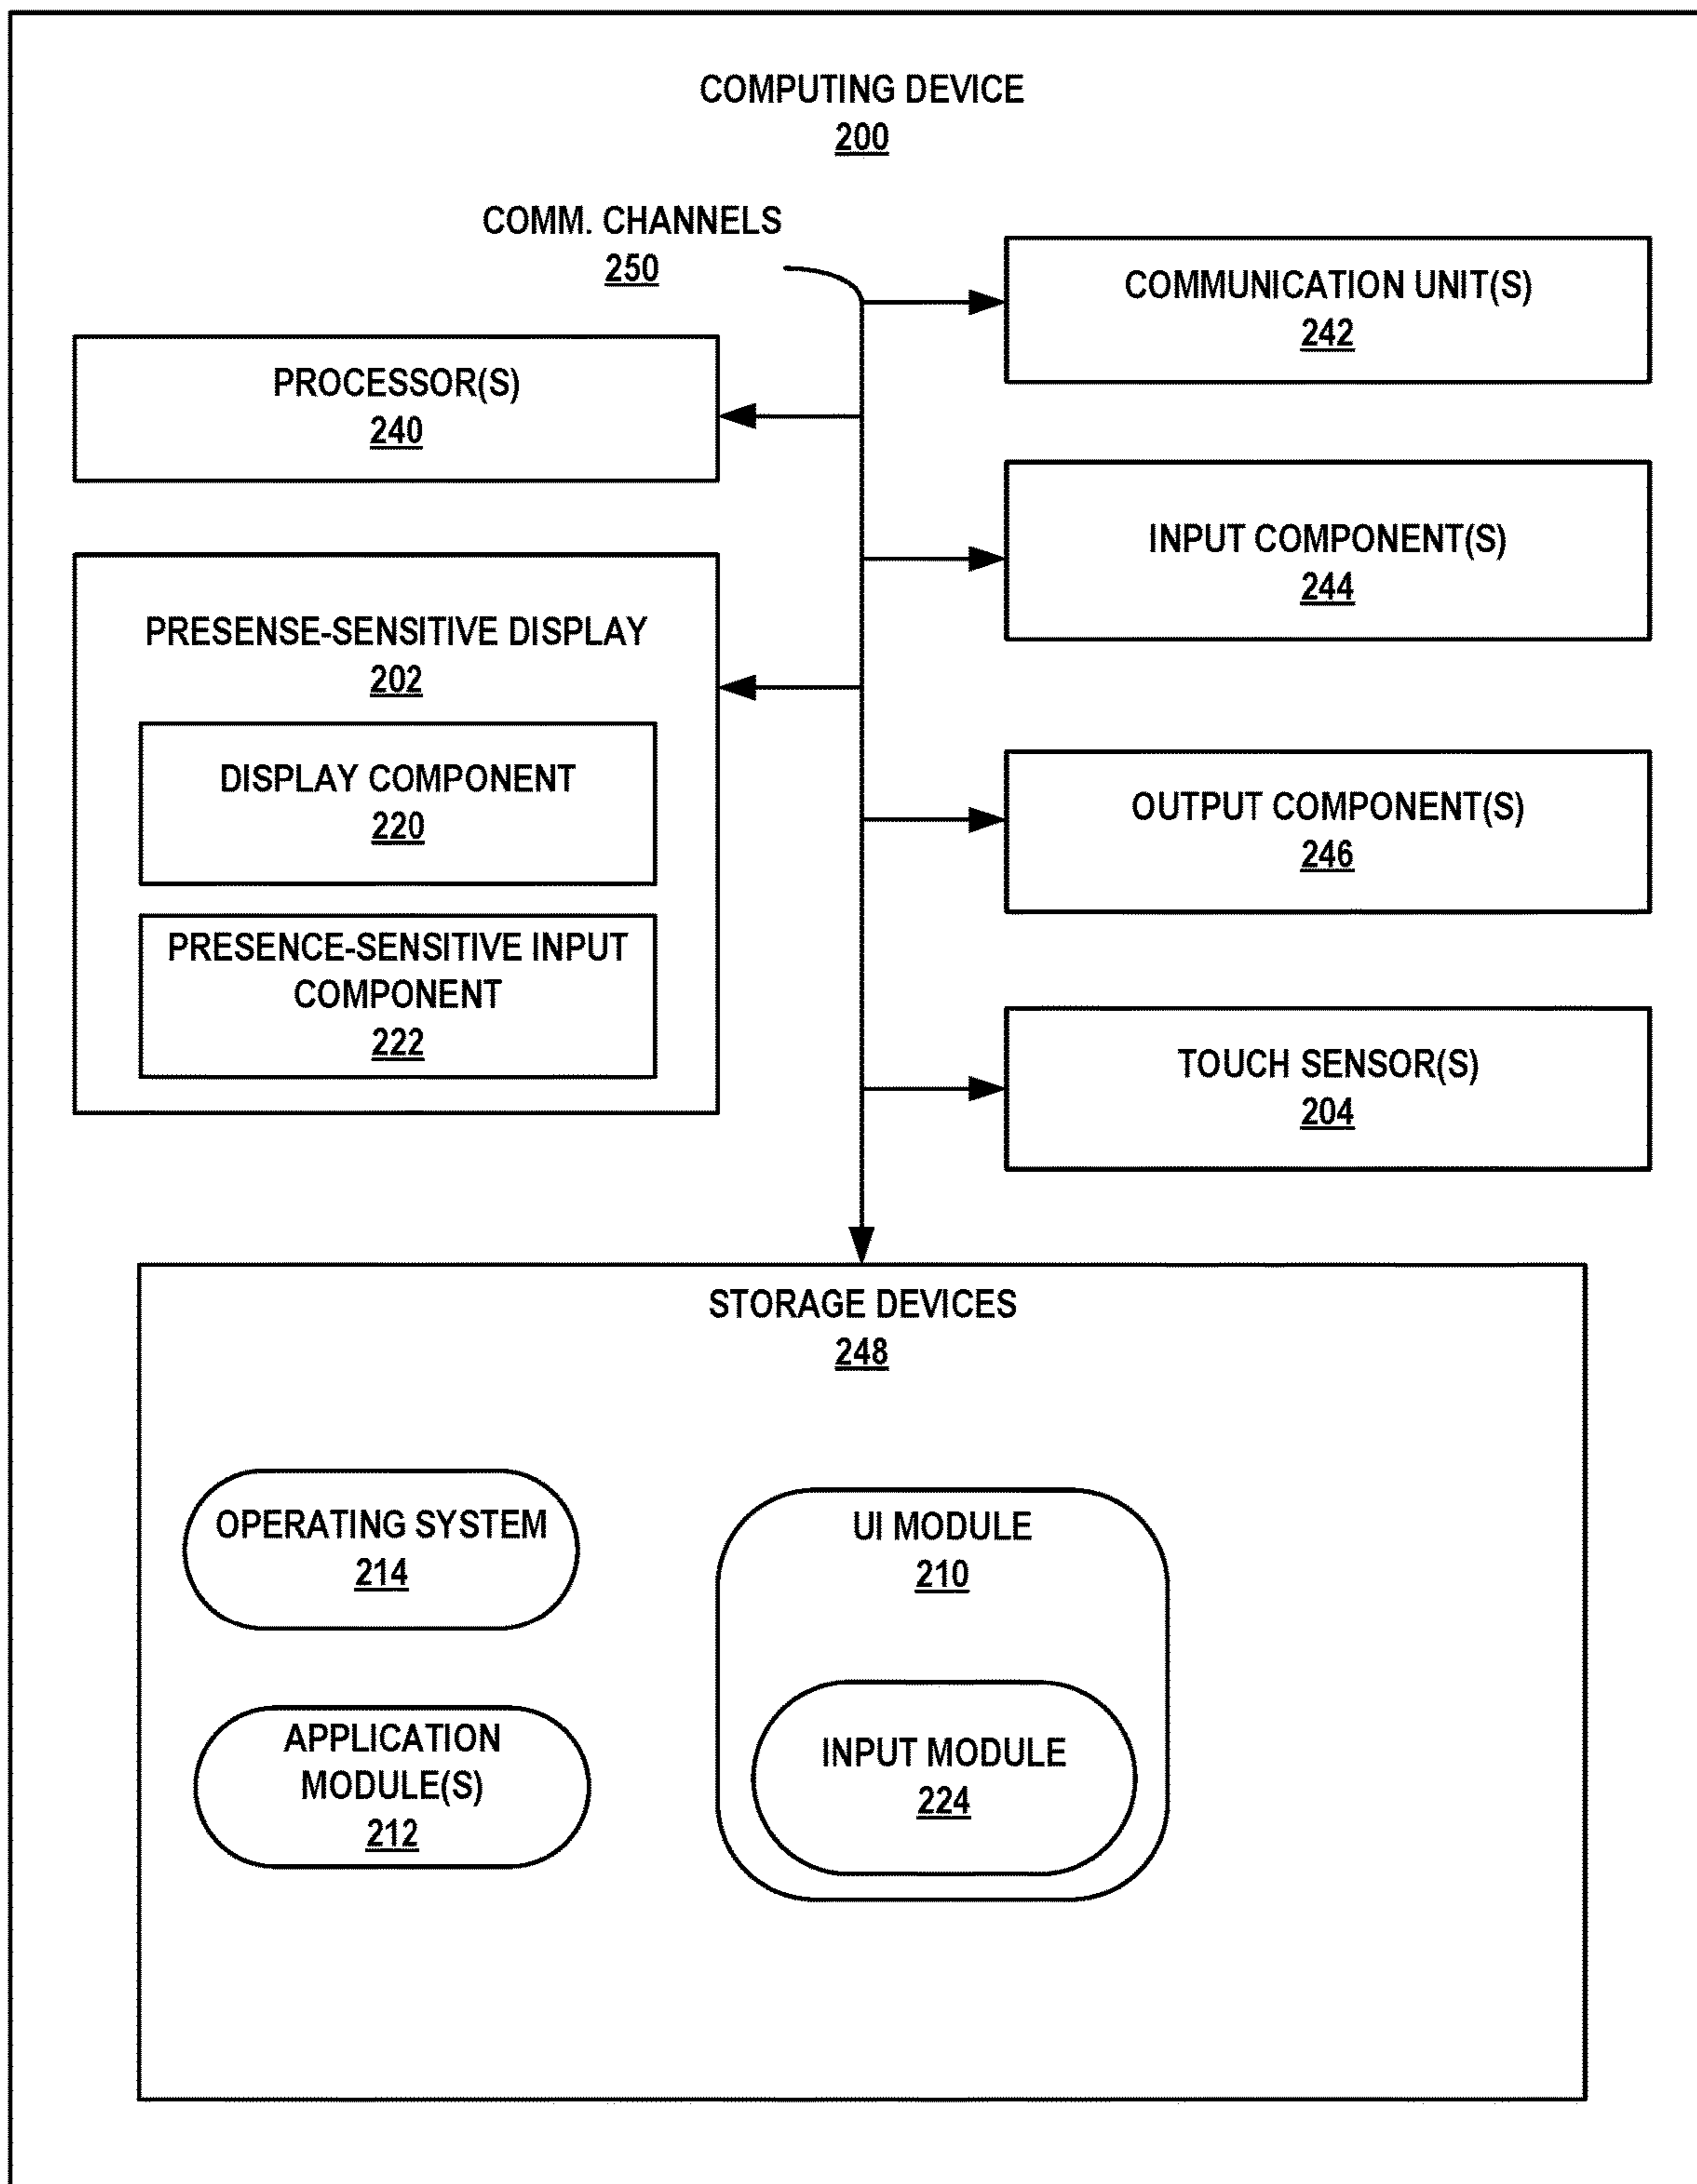 COMPUTING DEVICE
200
COMM. CHANNELS
250
COMMUNICATION UNIT(S)
242
PROCESSOR(S)
240
INPUT COMPONENT(S)
244
PRESENSE-SENSITIVE DISPLAY
202
DISPLAY COMPONENT
220
OUTPUT COMPONENT(S)
246
PRESENCE-SENSITIVE INPUT
COMPONENT
222
TOUCH SENSOR(S)
204
STORAGE DEVICES
248
OPERATING SYSTEM
214
UI MODULE
210
APPLICATION
MODULE(S)
212
INPUT MODULE
224